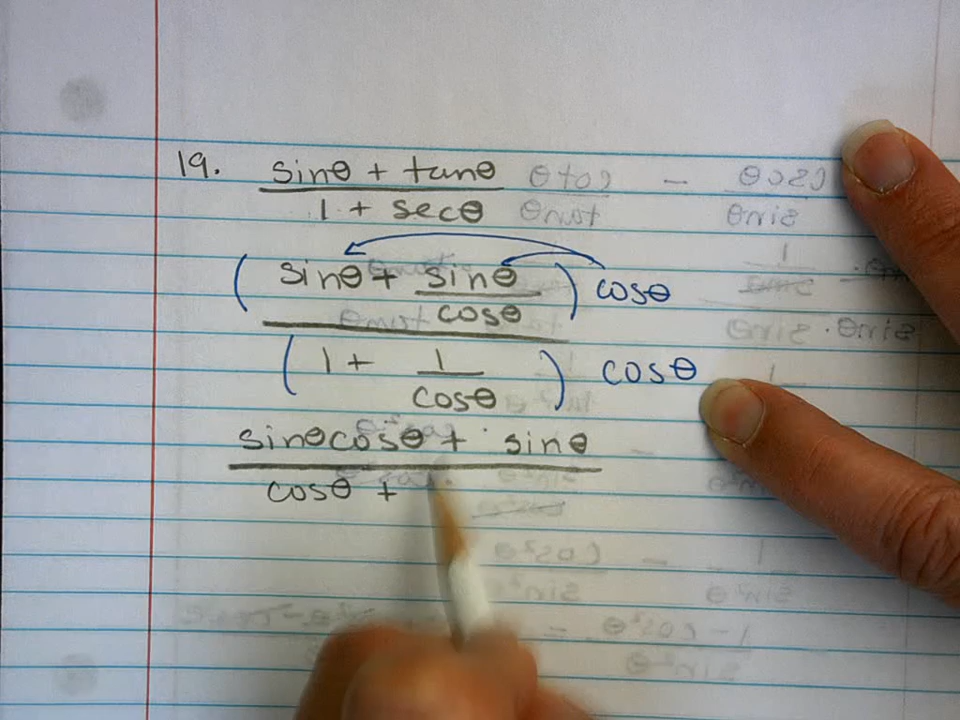 19. sinθ + tanθ
1 + secθ
( sinθ + sinθ ) cosθ
cosθ
( 1 + 1 ) cosθ
cosθ
sinθcosθ + sinθ
cosθ +